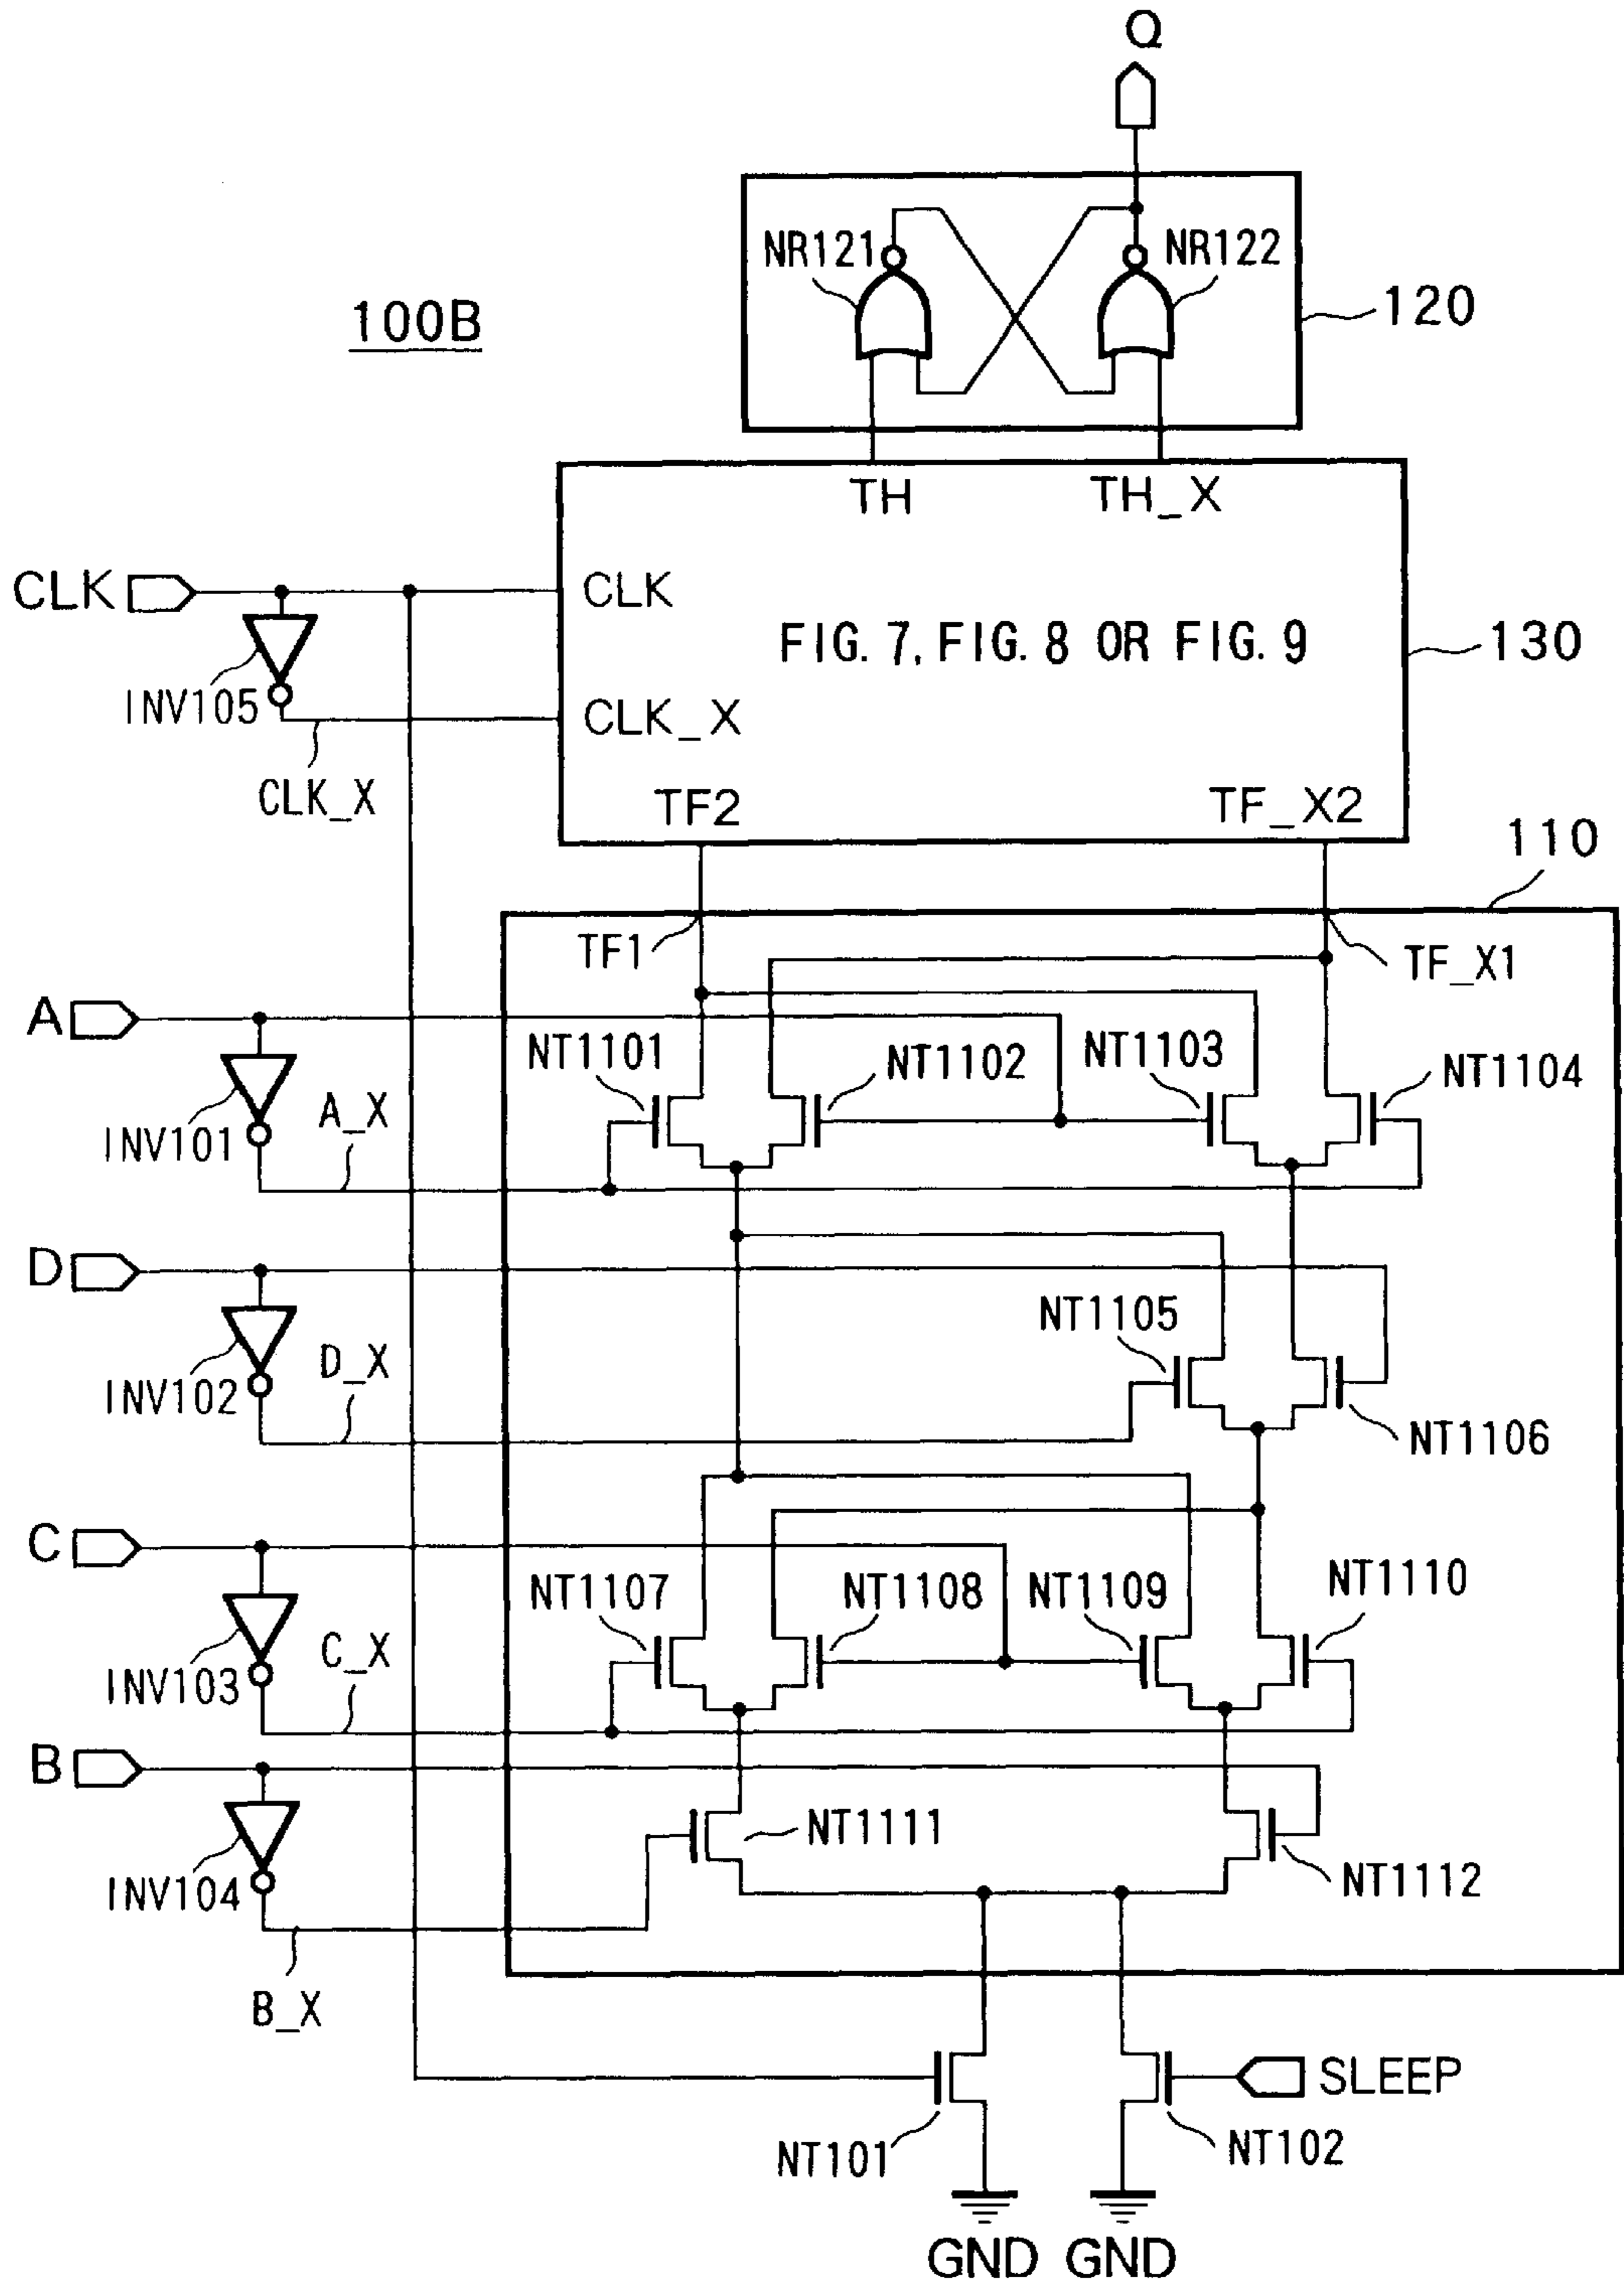 Q
NR121
NR122
100B
120
TH
TH_X
CLK
CLK
FIG. 7, FIG. 8 OR FIG. 9
130
INV105
CLK_X
CLK_X
TF2
TF_X2
110
TF1
TF_X1
A
NT1101
NT1102
NT1103
NT1104
INV101
A_X
D
NT1105
INV102
D_X
NT1106
C
NT1107
NT1108
NT1109
NT1110
INV103
C_X
B
NT1111
INV104
NT1112
B_X
SLEEP
NT101
NT102
GND
GND